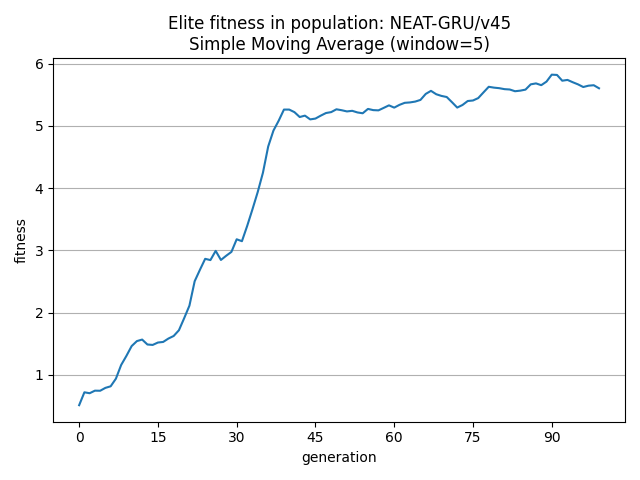 Elite fitness in population: NEAT-GRU/v45
Simple Moving Average (window=5)
fitness
6
5
4
3
2
1
0 15 30 45 60 75 90
generation